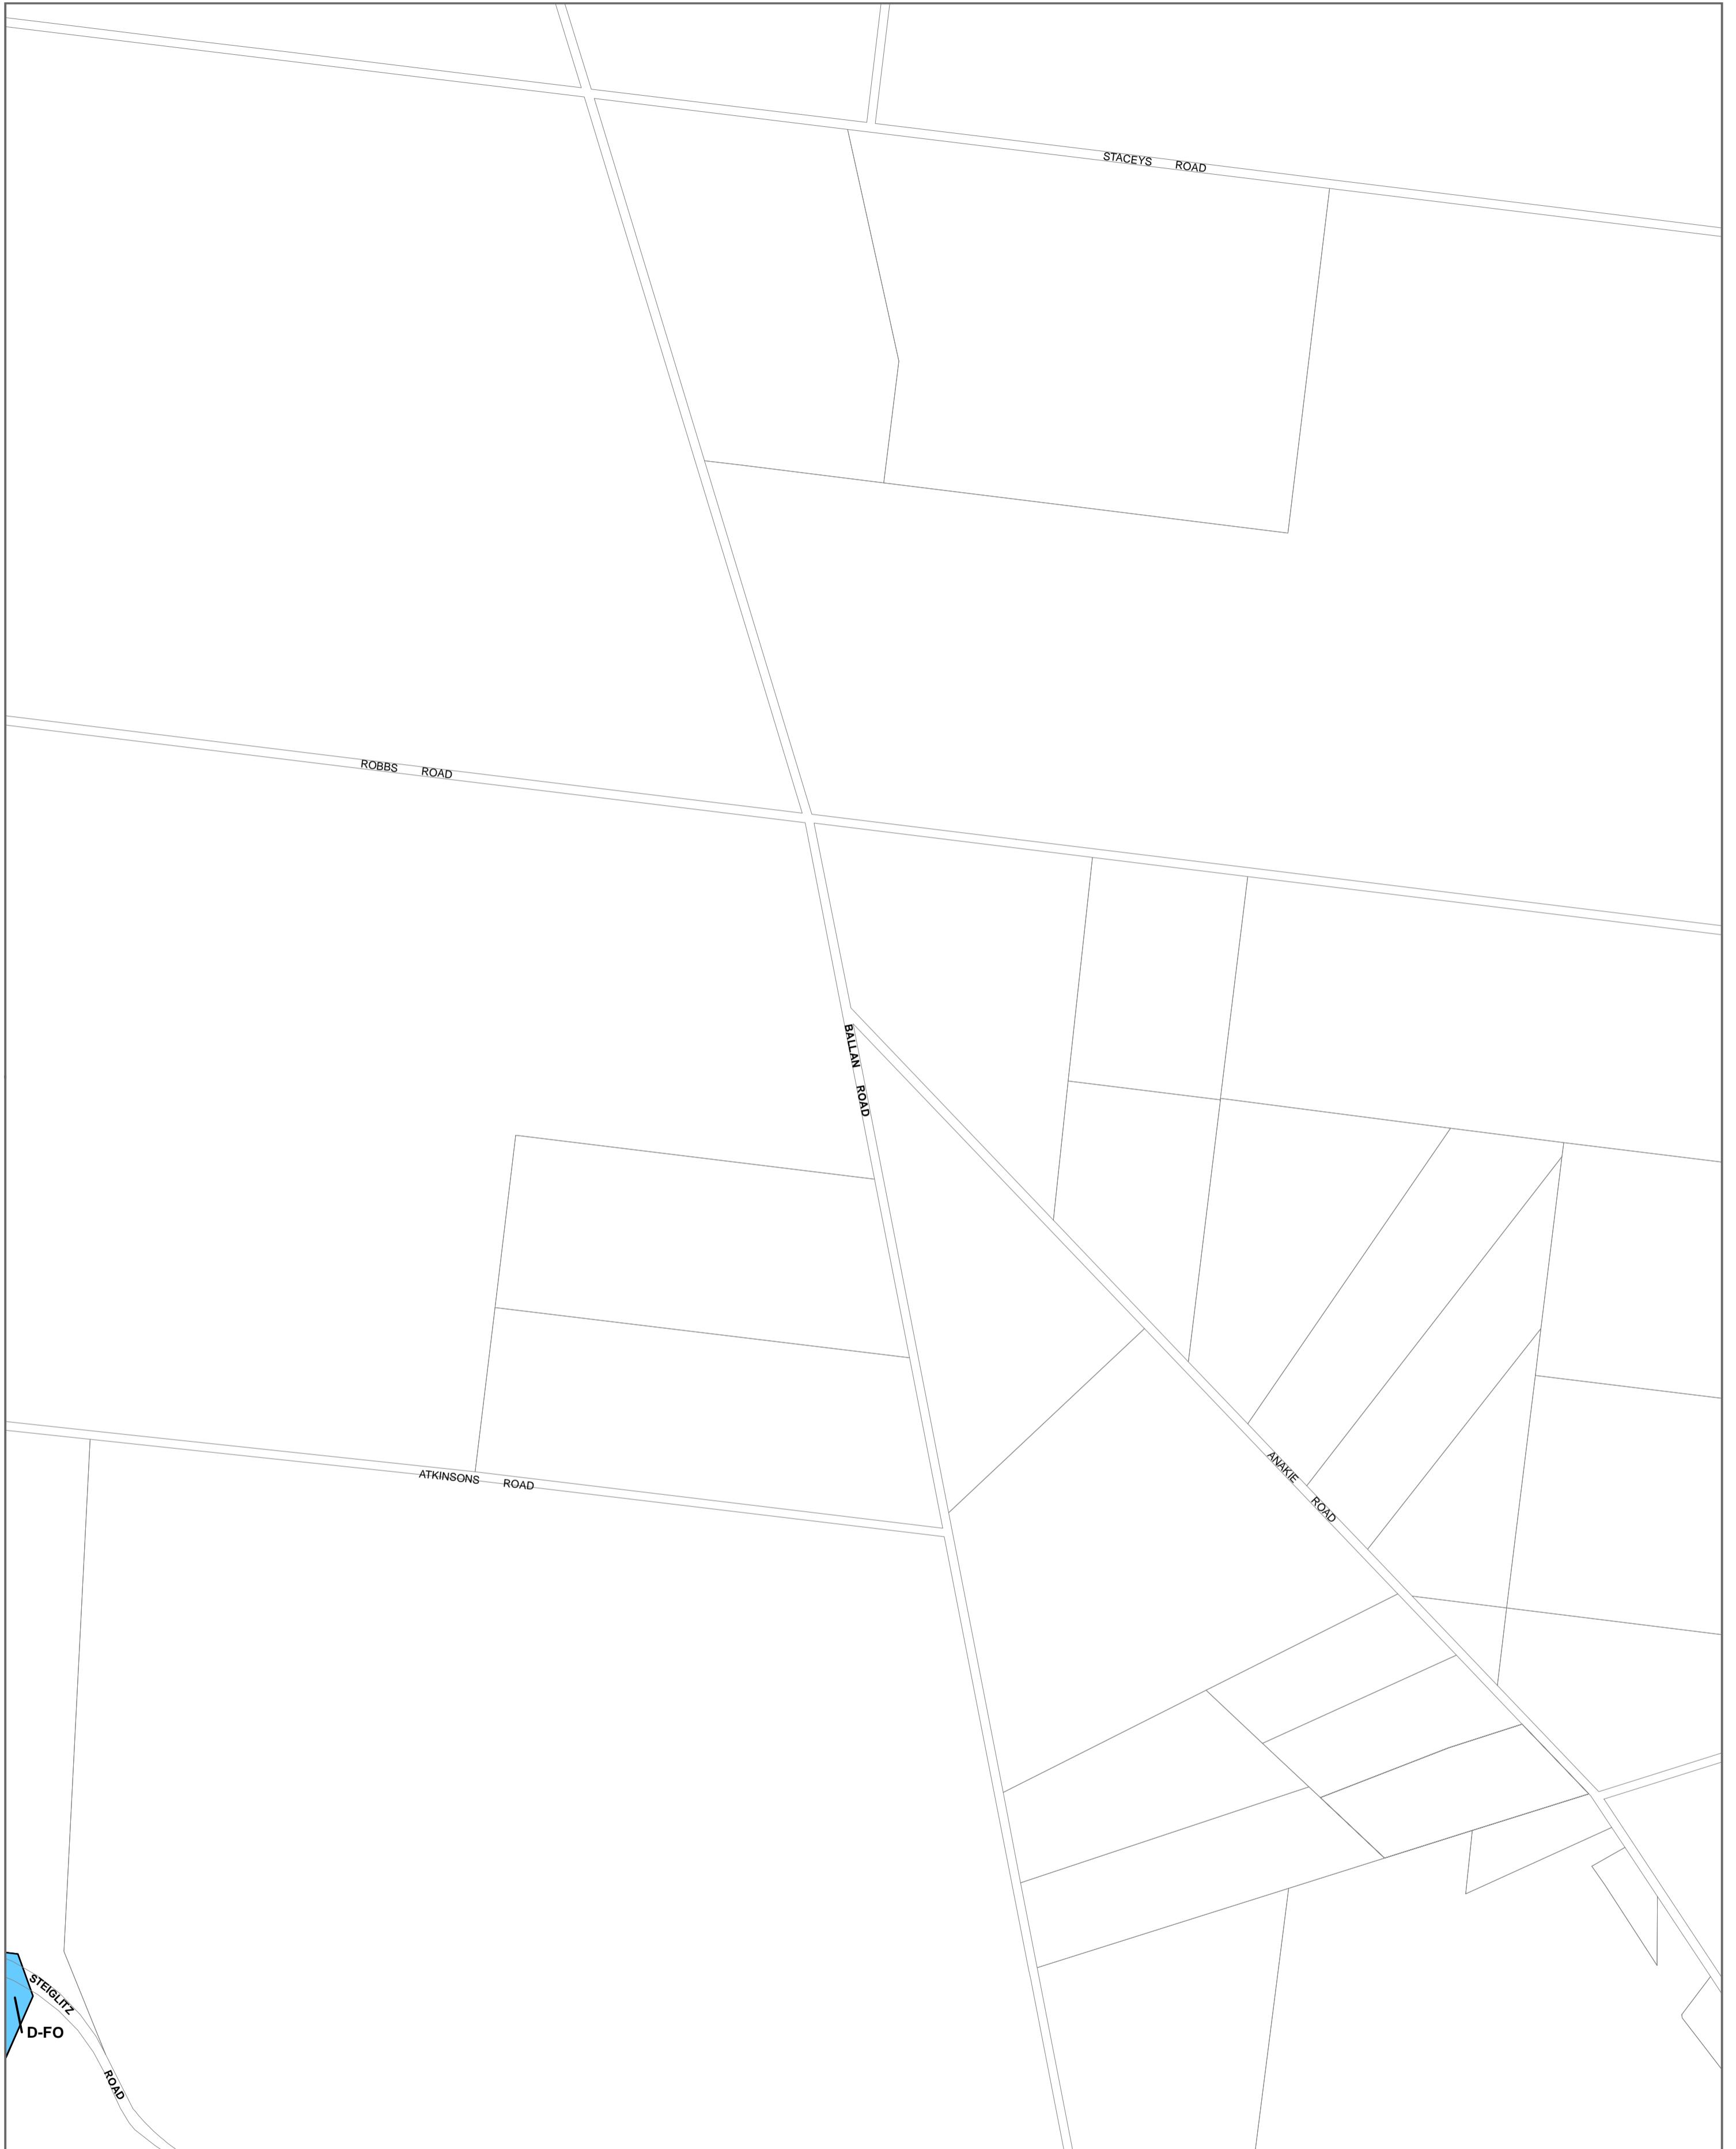 STACEYS ROAD
ROBBS ROAD
BALLAN ROAD
ANAKIE ROAD
ATKINSONS ROAD
STEIGLITZ ROAD
D-FO